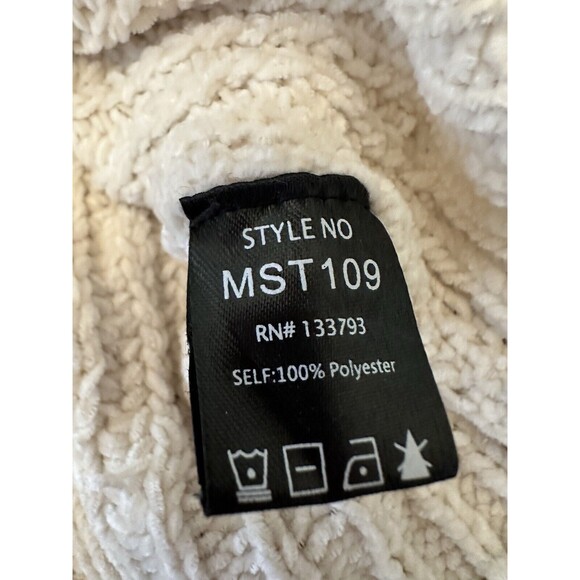 STYLE NO
MST109
RN# 133793
SELF:100% Polyester